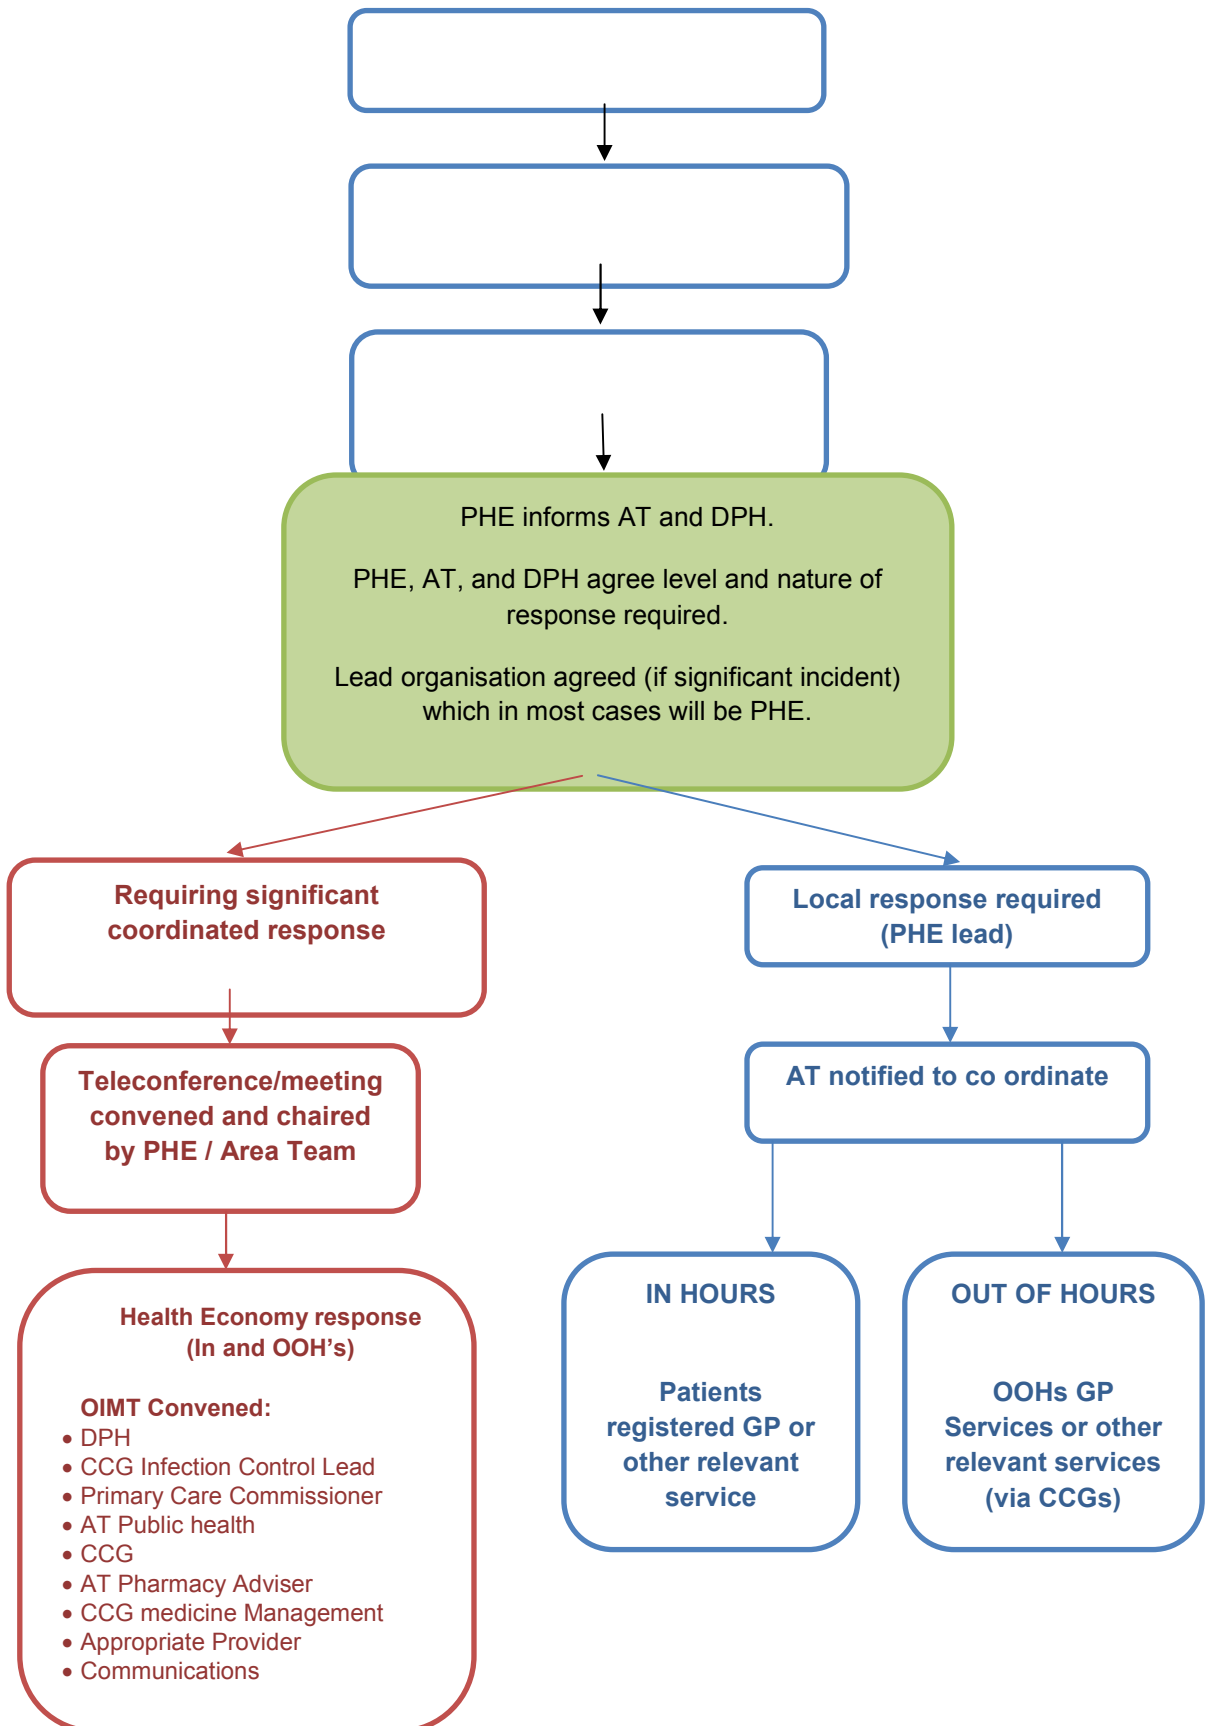 PHE informs AT and DPH.
PHE, AT, and DPH agree level and nature of
response required.
Lead organisation agreed (if significant incident)
which in most cases will be PHE.
Requiring significant
coordinated response
Teleconference/meeting
convened and chaired
by PHE / Area Team
Health Economy response
(In and OOH's)
OIMT Convened:
• DPH
• CCG Infection Control Lead
• Primary Care Commissioner
• AT Public health
• CCG
• AT Pharmacy Adviser
• CCG medicine Management
• Appropriate Provider
• Communications
Local response required
(PHE lead)
AT notified to co ordinate
IN HOURS
Patients
registered GP or
other relevant
service
OUT OF HOURS
OOHs GP
Services or other
relevant services
(via CCGs)